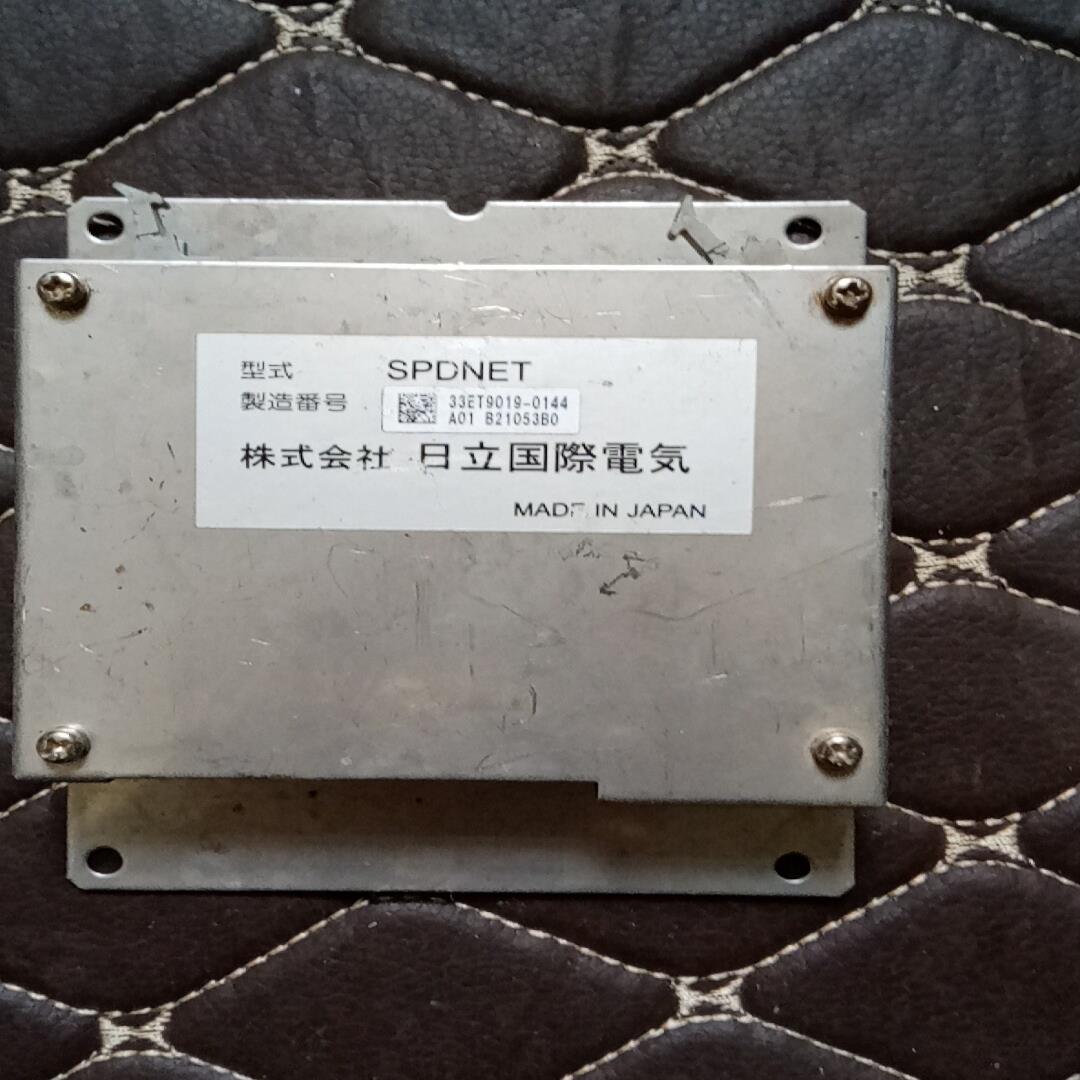 型式 SPDNET
製造番号 33ET9019-0144
A01 B21053B0
株式会社 日立国際電気
MADE IN JAPAN